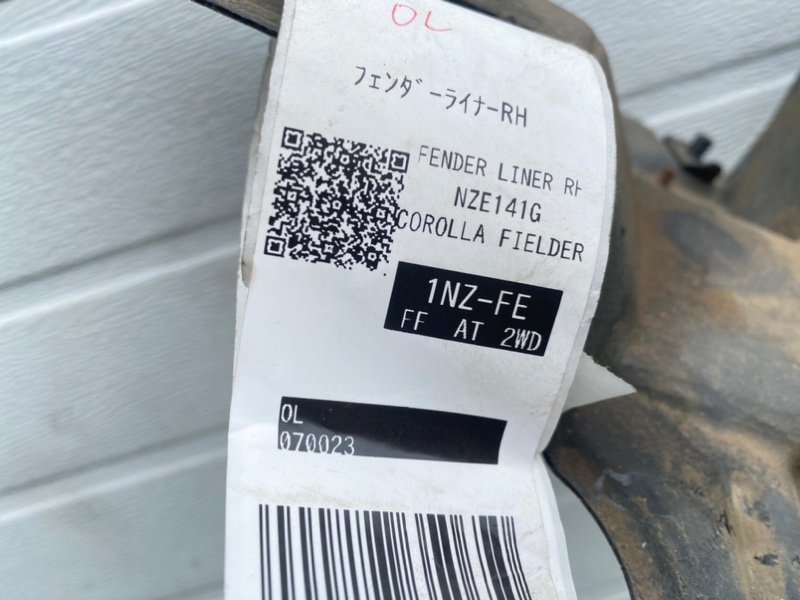 OL
ﾌｪﾝﾀﾞｰﾗｲﾅｰRH
FENDER LINER RH
NZE141G
COROLLA FIELDER
1NZ-FE
FF AT 2WD
OL
070023